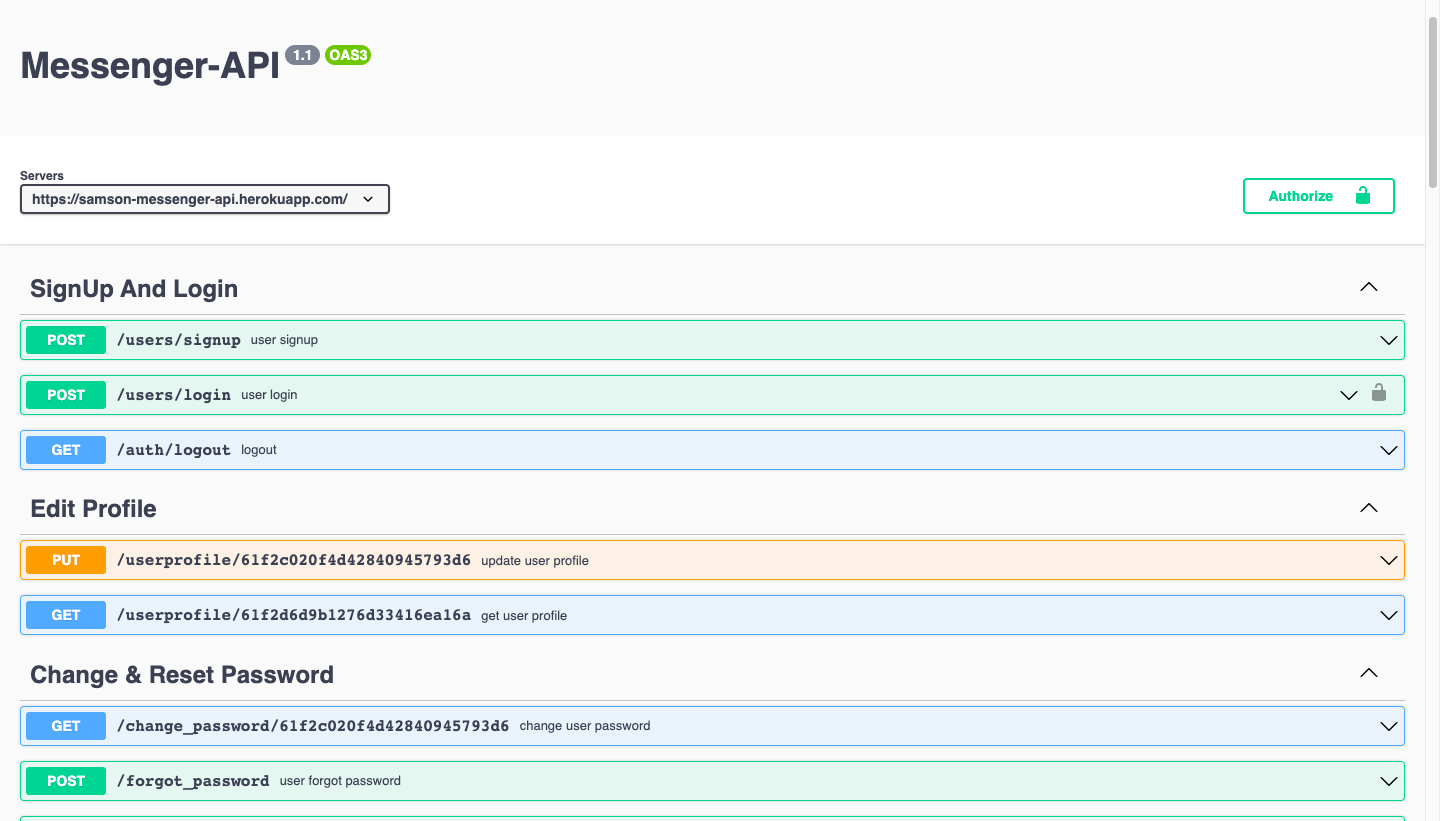 Messenger-API 1.1 OAS3
Servers
https://samson-messenger-api.herokuapp.com/
Authorize
SignUp And Login
POST /users/signup user signup
POST /users/login user login
GET /auth/logout logout
Edit Profile
PUT /userprofile/61f2c020f4d42840945793d6 update user profile
GET /userprofile/61f2d6d9b1276d33416ea16a get user profile
Change & Reset Password
GET /change_password/61f2c020f4d42840945793d6 change user password
POST /forgot_password user forgot password